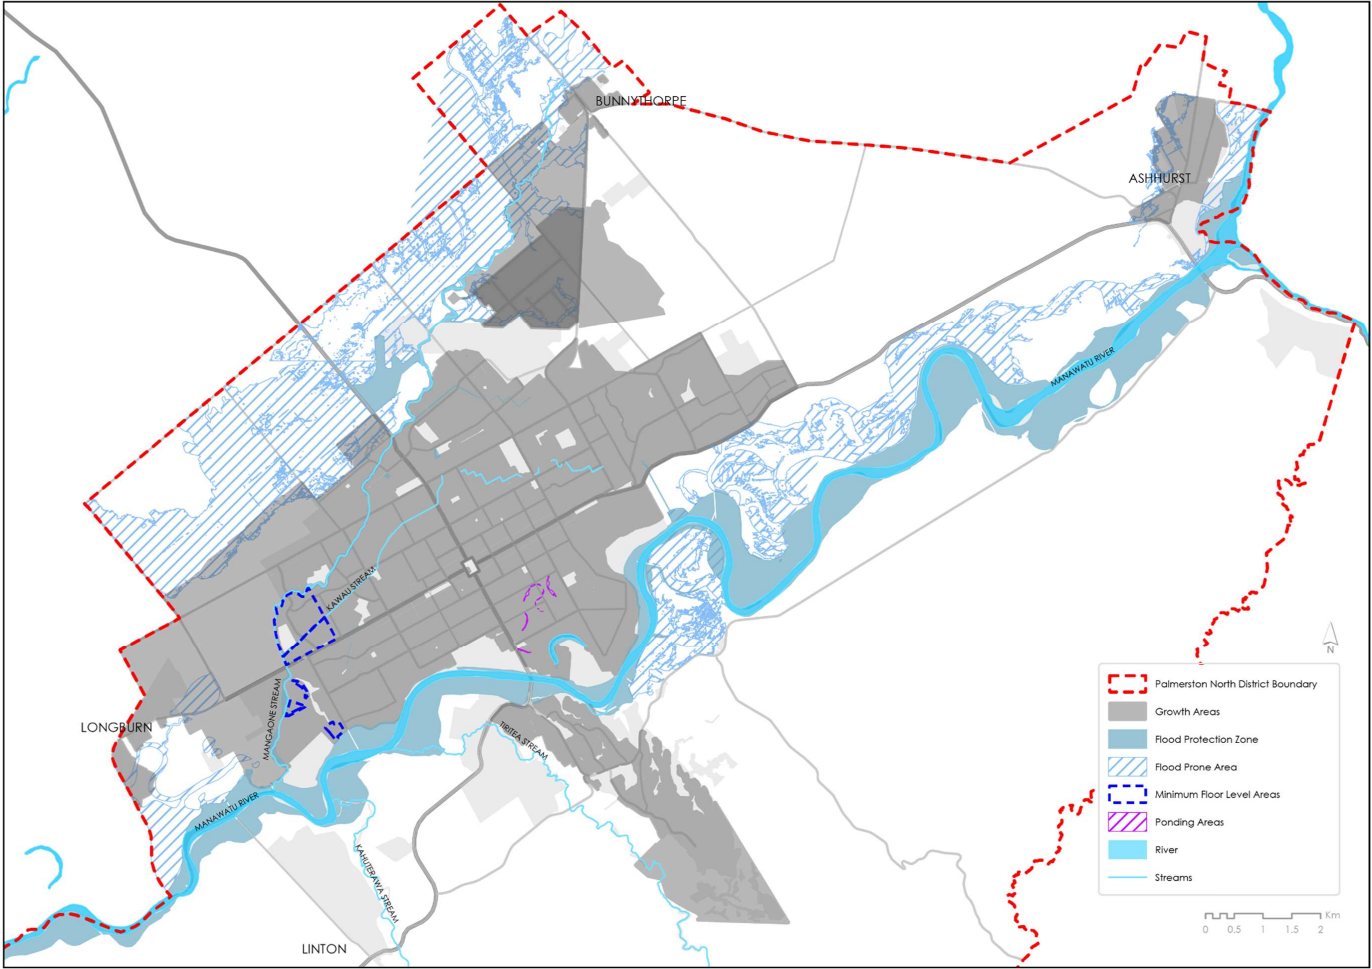 BUNNYTHORPE
ASHHURST
MANAWATU RIVER
KAWAU STREAM
MANGAONE STREAM
LONGBURN
TIRITEA STREAM
MANAWATU RIVER
KAHUTERAWA STREAM
LINTON
N
Palmerston North District Boundary
Growth Areas
Flood Protection Zone
Flood Prone Area
Minimum Floor Level Areas
Ponding Areas
River
Streams
Km
0 0.5 1 1.5 2